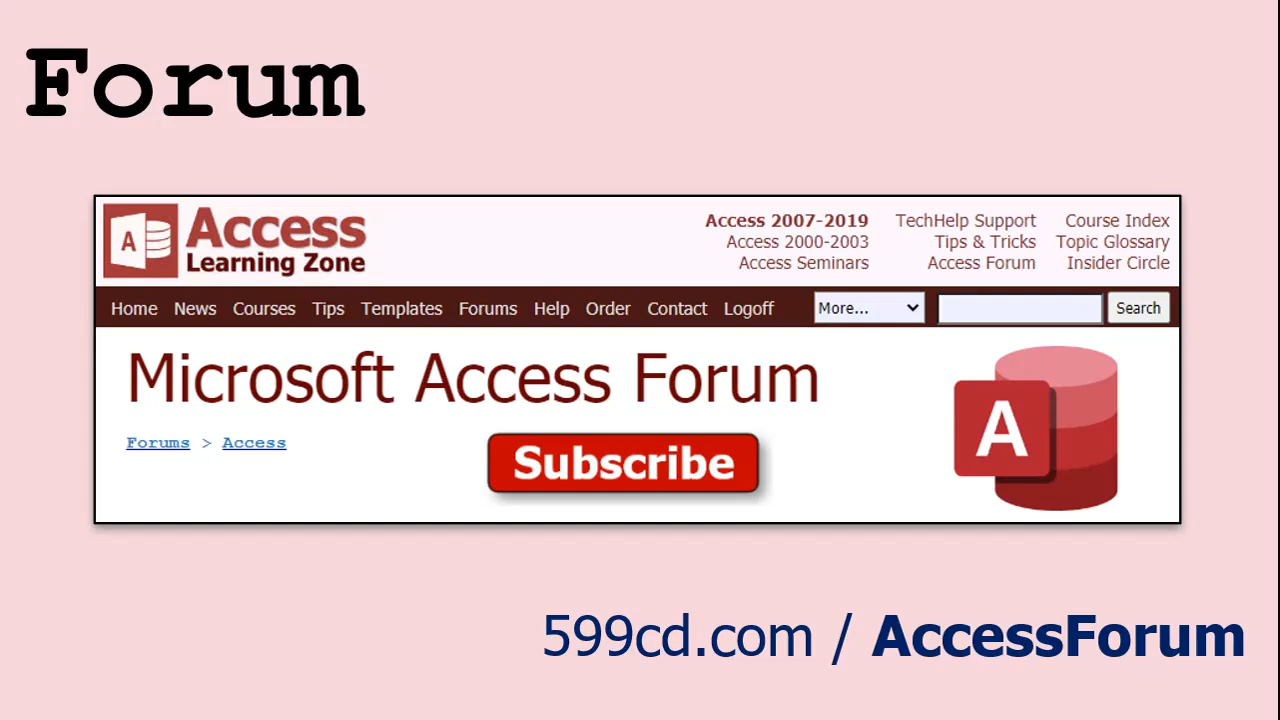 Forum
A
Access
Learning Zone
Access 2007-2019 TechHelp Support Course Index
Access 2000-2003 Tips & Tricks Topic Glossary
Access Seminars Access Forum Insider Circle
Home News Courses Tips Templates Forums Help Order Contact Logoff More... Search
Microsoft Access Forum
Forums > Access
Subscribe
A
599cd.com / AccessForum